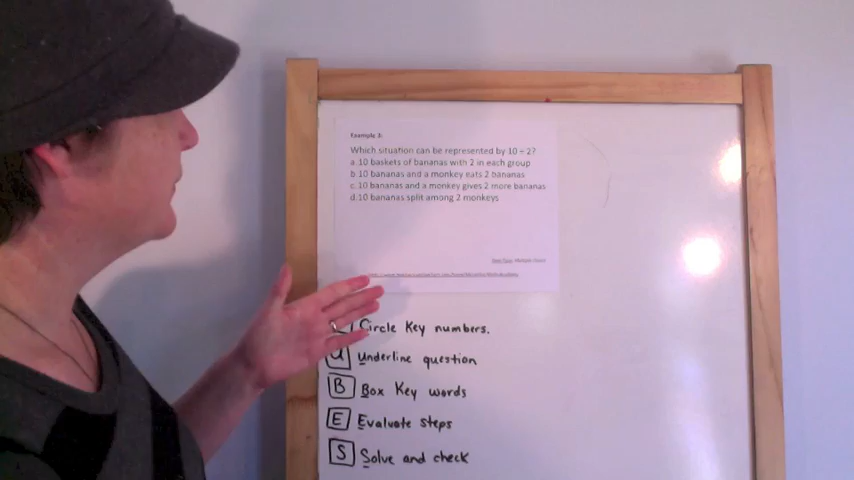 Example 3:
Which situation can be represented by 10 ÷ 2?
a. 10 baskets of bananas with 2 in each group
b. 10 bananas and a monkey eats 2 bananas
c. 10 bananas and a monkey gives 2 more bananas
d. 10 bananas split among 2 monkeys
Circle Key numbers.
U Underline question
B Box Key words
E Evaluate steps
S Solve and check